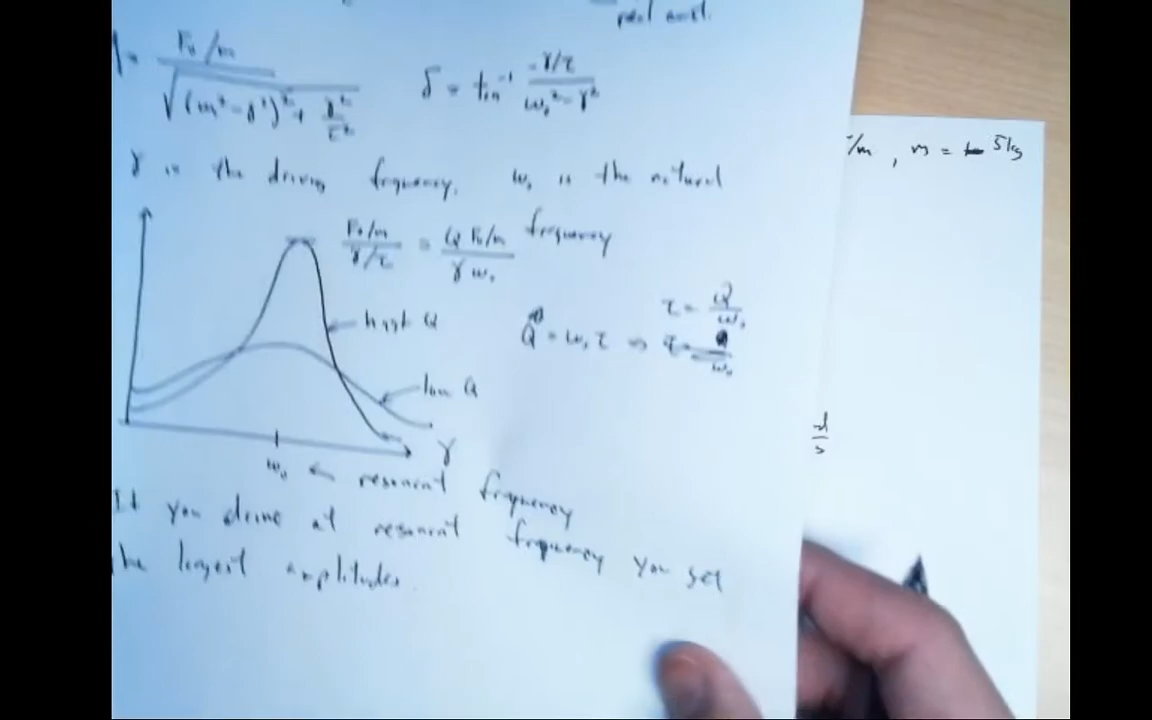 A = F₀/m / √((ω₀² - γ²)² + γ²/τ²)
δ = tan⁻¹ -γ/τ / ω₀² - γ²
γ is the driving frequency. ω₀ is the natural frequency
F₀/m / γ/τ = Q F₀/m / γ ω₀
high Q
low Q
Q = ω₀τ ⇒ τ = Q/ω₀
τ = Q/ω₀
γ
ω₀ ← resonant frequency
If you drive at resonant frequency you get
the largest amplitudes.
/m , m = 5kg